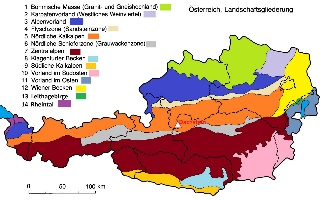 Österreich, Landschaftsgliederung
1 Böhmische Masse (Granit- und Gneishochland)
2 Karpatenvorland (Westliches Weinviertel)
3 Alpenvorland
4 Flyschzone (Sandsteinzone)
5 Nördliche Kalkalpen
6 Nördliche Schieferzone (Grauwackenzone)
7 Zentralalpen
8 Klagenfurter Becken
9 Südliche Kalkalpen
10 Vorland im Südosten
11 Vorland im Osten
12 Wiener Becken
13 Leithagebirge
14 Rheintal
Dachstein
0 50 100 km